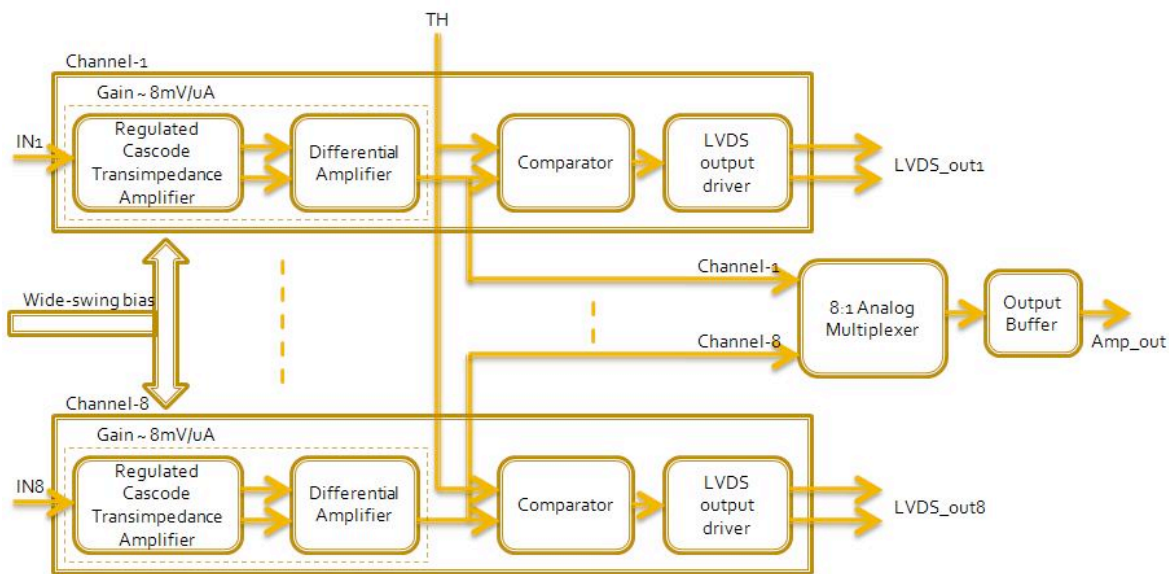 TH
Channel-1
Gain ~ 8mV/uA
IN1
Regulated
Cascode
Transimpedance
Amplifier
Differential
Amplifier
Comparator
LVDS
output
driver
LVDS_out1
Wide-swing bias
Channel-1
Channel-8
8:1 Analog
Multiplexer
Output
Buffer
Amp_out
Channel-8
Gain ~ 8mV/uA
IN8
Regulated
Cascode
Transimpedance
Amplifier
Differential
Amplifier
Comparator
LVDS
output
driver
LVDS_out8